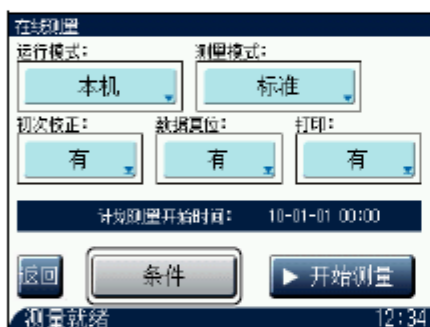 在线测量
运行模式: 测量模式:
本机 标准
初次校正: 数据复位: 打印:
有 有 有
计划测量开始时间: 10-01-01 00:00
返回 条件 ▶ 开始测量
测量就绪 12:34